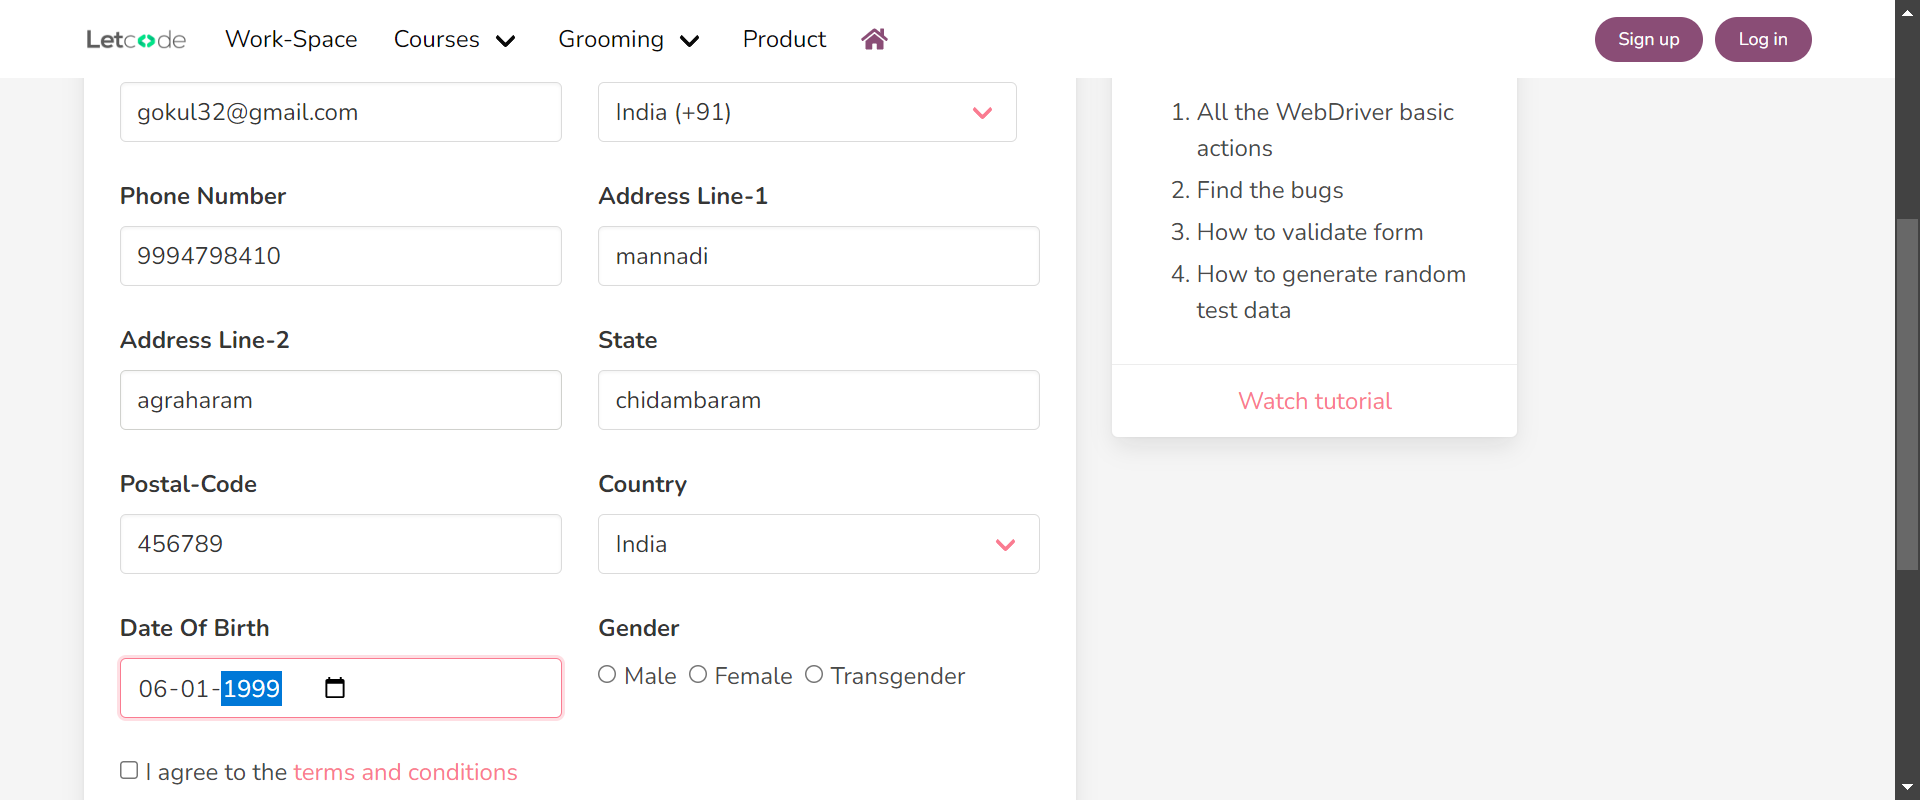 Letcode Work-Space Courses Grooming Product Sign up Log in
gokul32@gmail.com India (+91)
Phone Number Address Line-1
9994798410 mannadi
Address Line-2 State
agraharam chidambaram
Postal-Code Country
456789 India
Date Of Birth Gender
06-01-1999 Male Female Transgender
I agree to the terms and conditions
1. All the WebDriver basic
actions
2. Find the bugs
3. How to validate form
4. How to generate random
test data
Watch tutorial